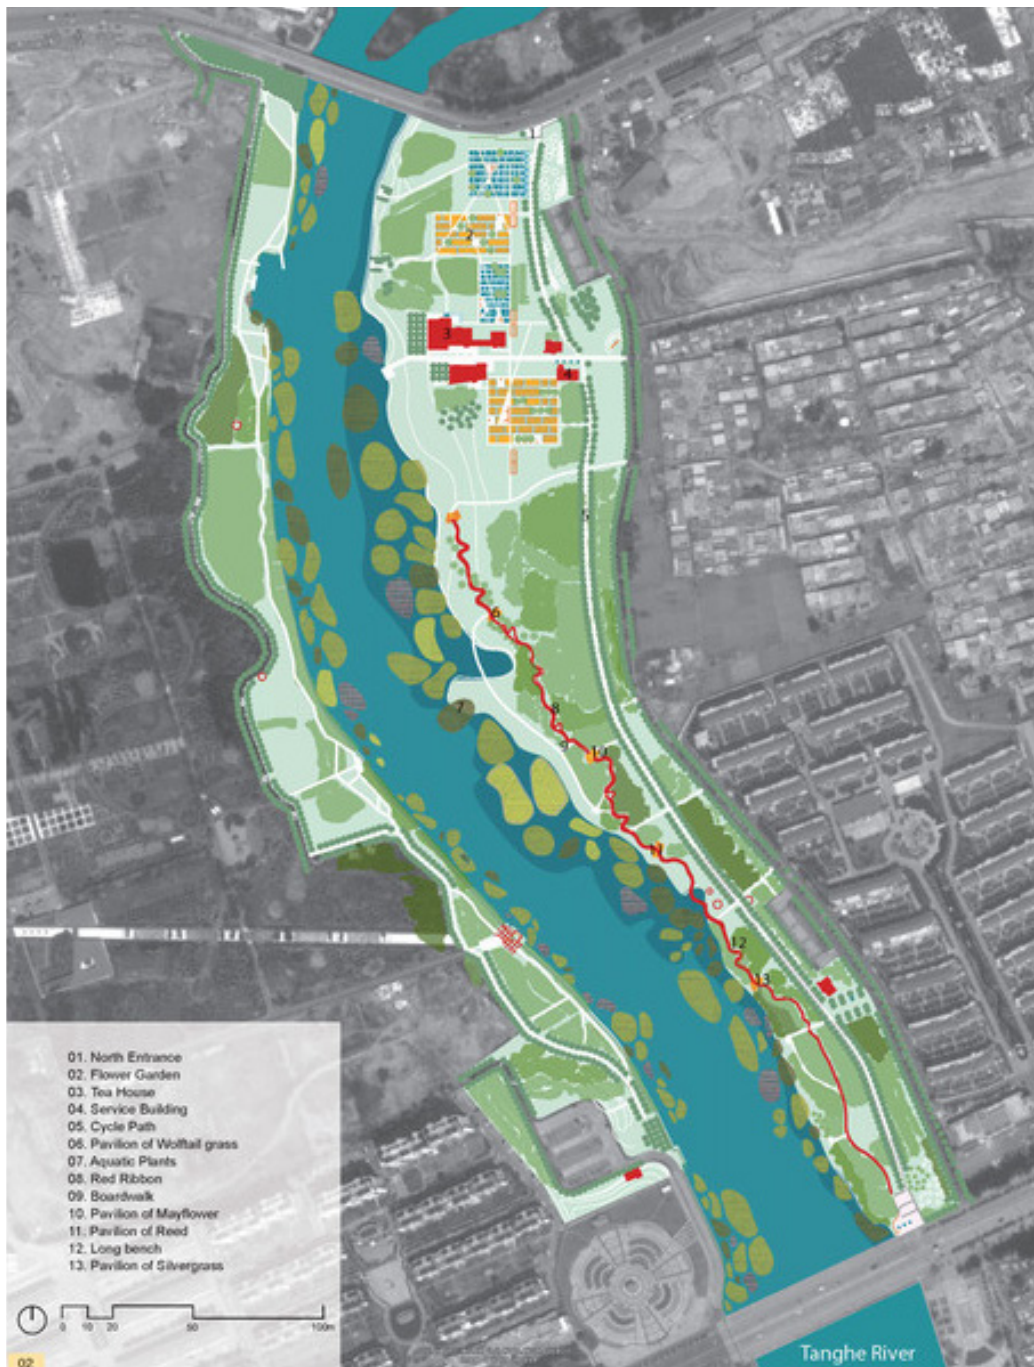 1
2
3
4
5
6
8
7
9
10
11
12
13
01. North Entrance
02. Flower Garden
03. Tea House
04. Service Building
05. Cycle Path
06. Pavilion of Wolftail grass
07. Aquatic Plants
08. Red Ribbon
09. Boardwalk
10. Pavilion of Mayflower
11. Pavilion of Reed
12. Long bench
13. Pavilion of Silvergrass
0 10 20 50 100m
02
Tanghe River